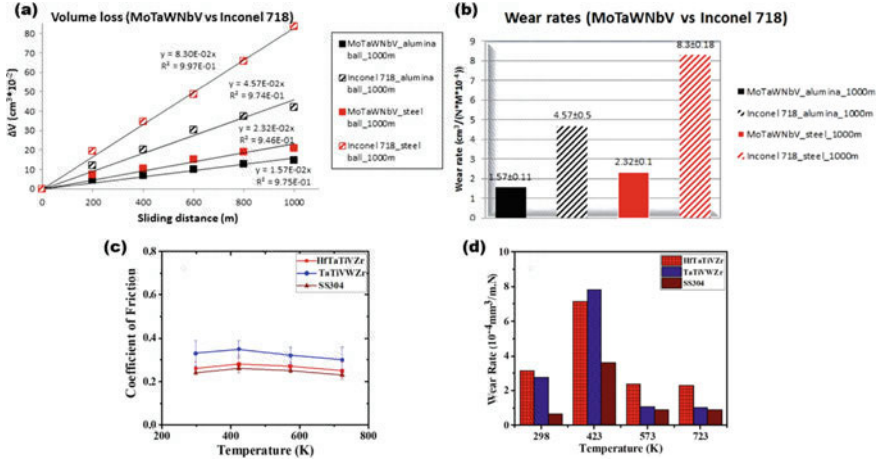 (a)
Volume loss (MoTaWNbV vs Inconel 718)
ΔV (cm³*10⁻²)
80
70
60
50
40
30
20
10
0
y = 8.30E-02x
R² = 9.97E-01
y = 4.57E-02x
R² = 9.74E-01
y = 2.32E-02x
R² = 9.46E-01
y = 1.57E-02x
R² = 9.75E-01
0 200 400 600 800 1000
Sliding distance (m)
MoTaWNbV_alumina
ball_1000m
Inconel 718_alumina
ball_1000m
MoTaWNbV_steel
ball_1000m
Inconel 718_steel
ball_1000m
(b)
Wear rates (MoTaWNbV vs Inconel 718)
Wear rate (cm³/(N*M*10⁻⁴))
9
8
7
6
5
4
3
2
1
0
1.57±0.11
4.57±0.5
2.32±0.1
8.3±0.18
MoTaWNbV_alumina_1000m
Inconel 718_alumina_1000m
MoTaWNbV_steel_1000m
Inconel 718_steel_1000m
(c)
Coefficient of Friction
0.8
0.6
0.4
0.2
0.0
HfTaTiVZr
TaTiVWZr
SS304
0 200 400 600 800
Temperature (K)
(d)
Wear Rate (10⁻⁴mm³/m.N)
10
8
6
4
2
0
HfTaTiVZr
TaTiVWZr
SS304
298 423 573 723
Temperature (K)